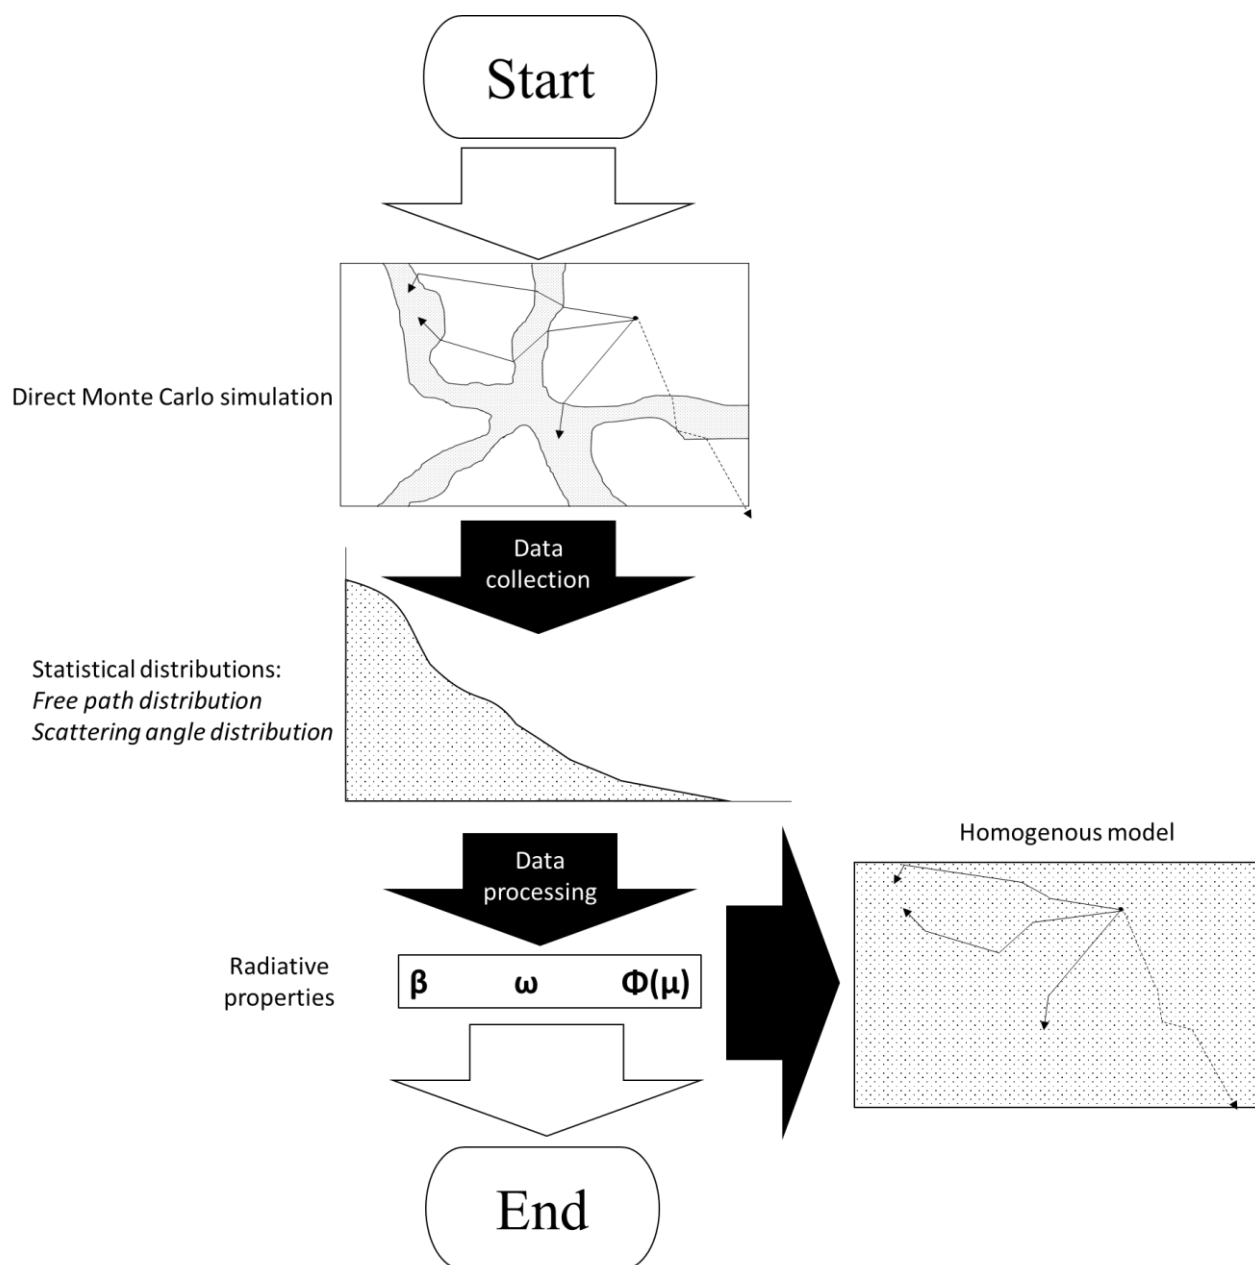 Start
Direct Monte Carlo simulation
Data
collection
Statistical distributions:
Free path distribution
Scattering angle distribution
Data
processing
Homogenous model
Radiative
properties
β ω Φ(μ)
End